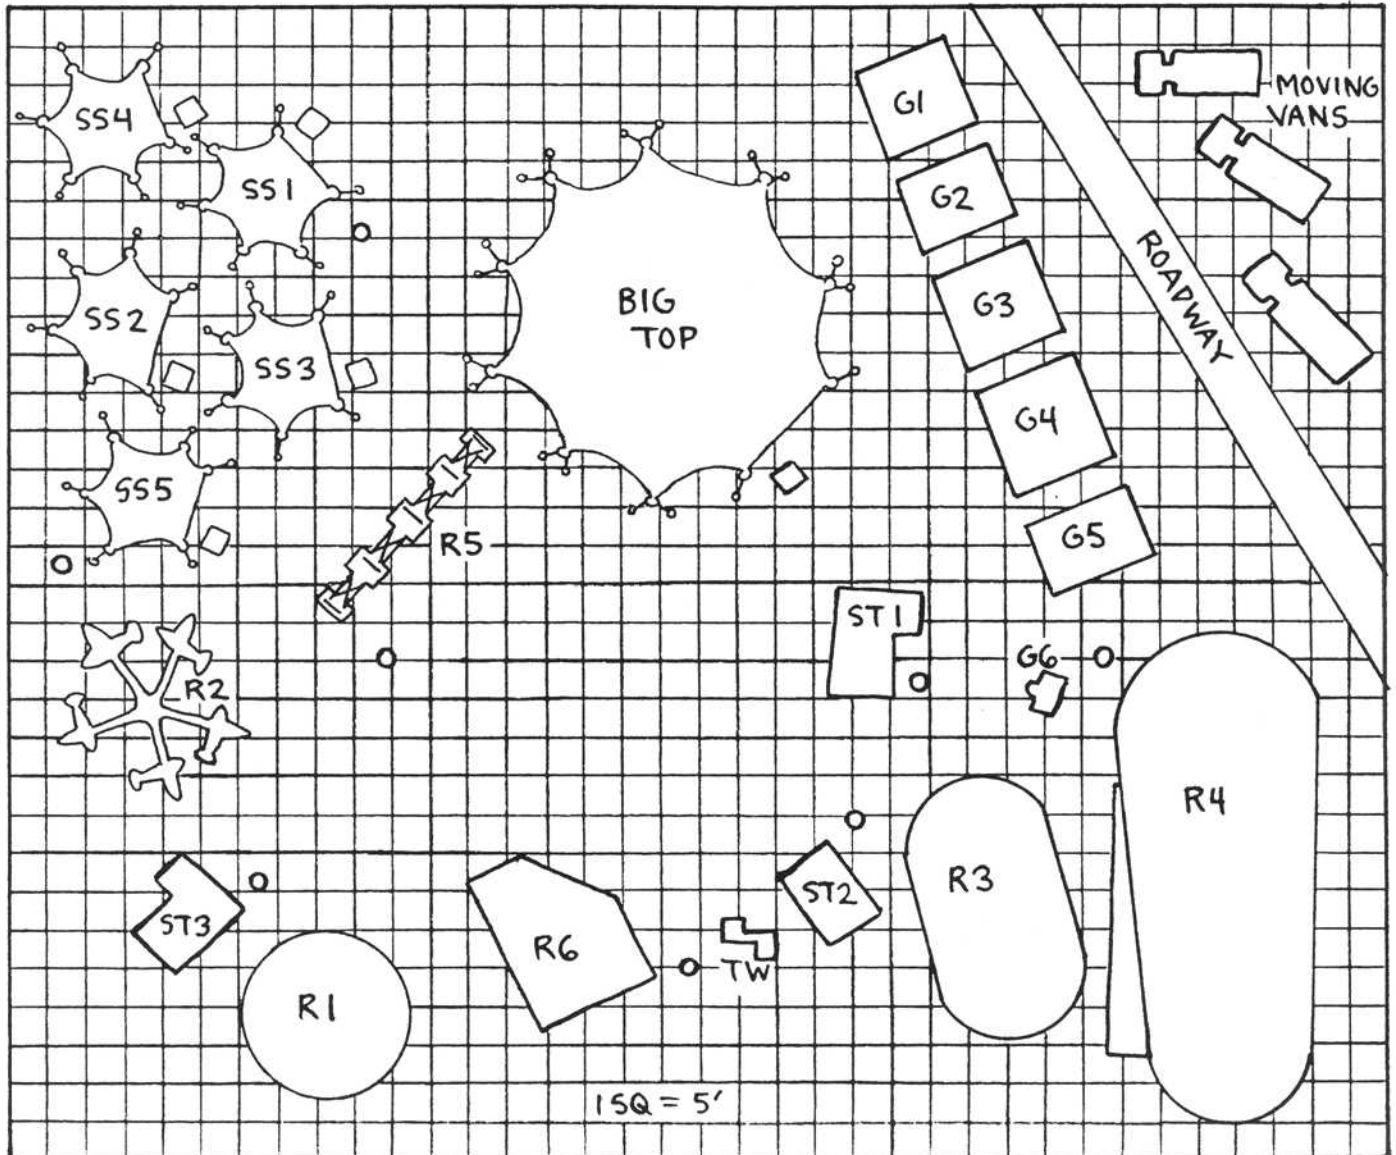 G1
MOVING
VANS
SS4
SS1
G2
ROADWAY
SS2
BIG
TOP
G3
SS3
G4
SS5
R5
G5
ST1
G6
R2
R4
R3
ST2
ST3
R6
TW
R1
1SQ = 5'